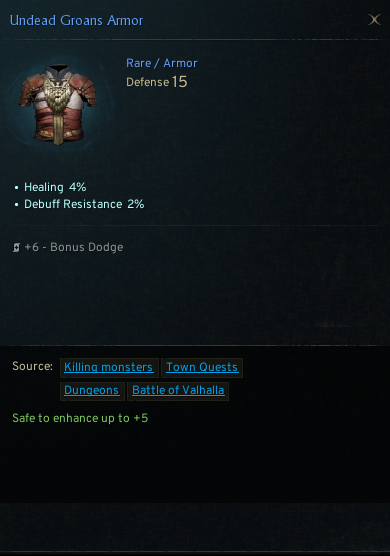 Undead Groans Armor
Rare / Armor
Defense 15
• Healing 4%
• Debuff Resistance 2%
+6 - Bonus Dodge
Source: Killing monsters Town Quests
Dungeons Battle of Valhalla
Safe to enhance up to +5